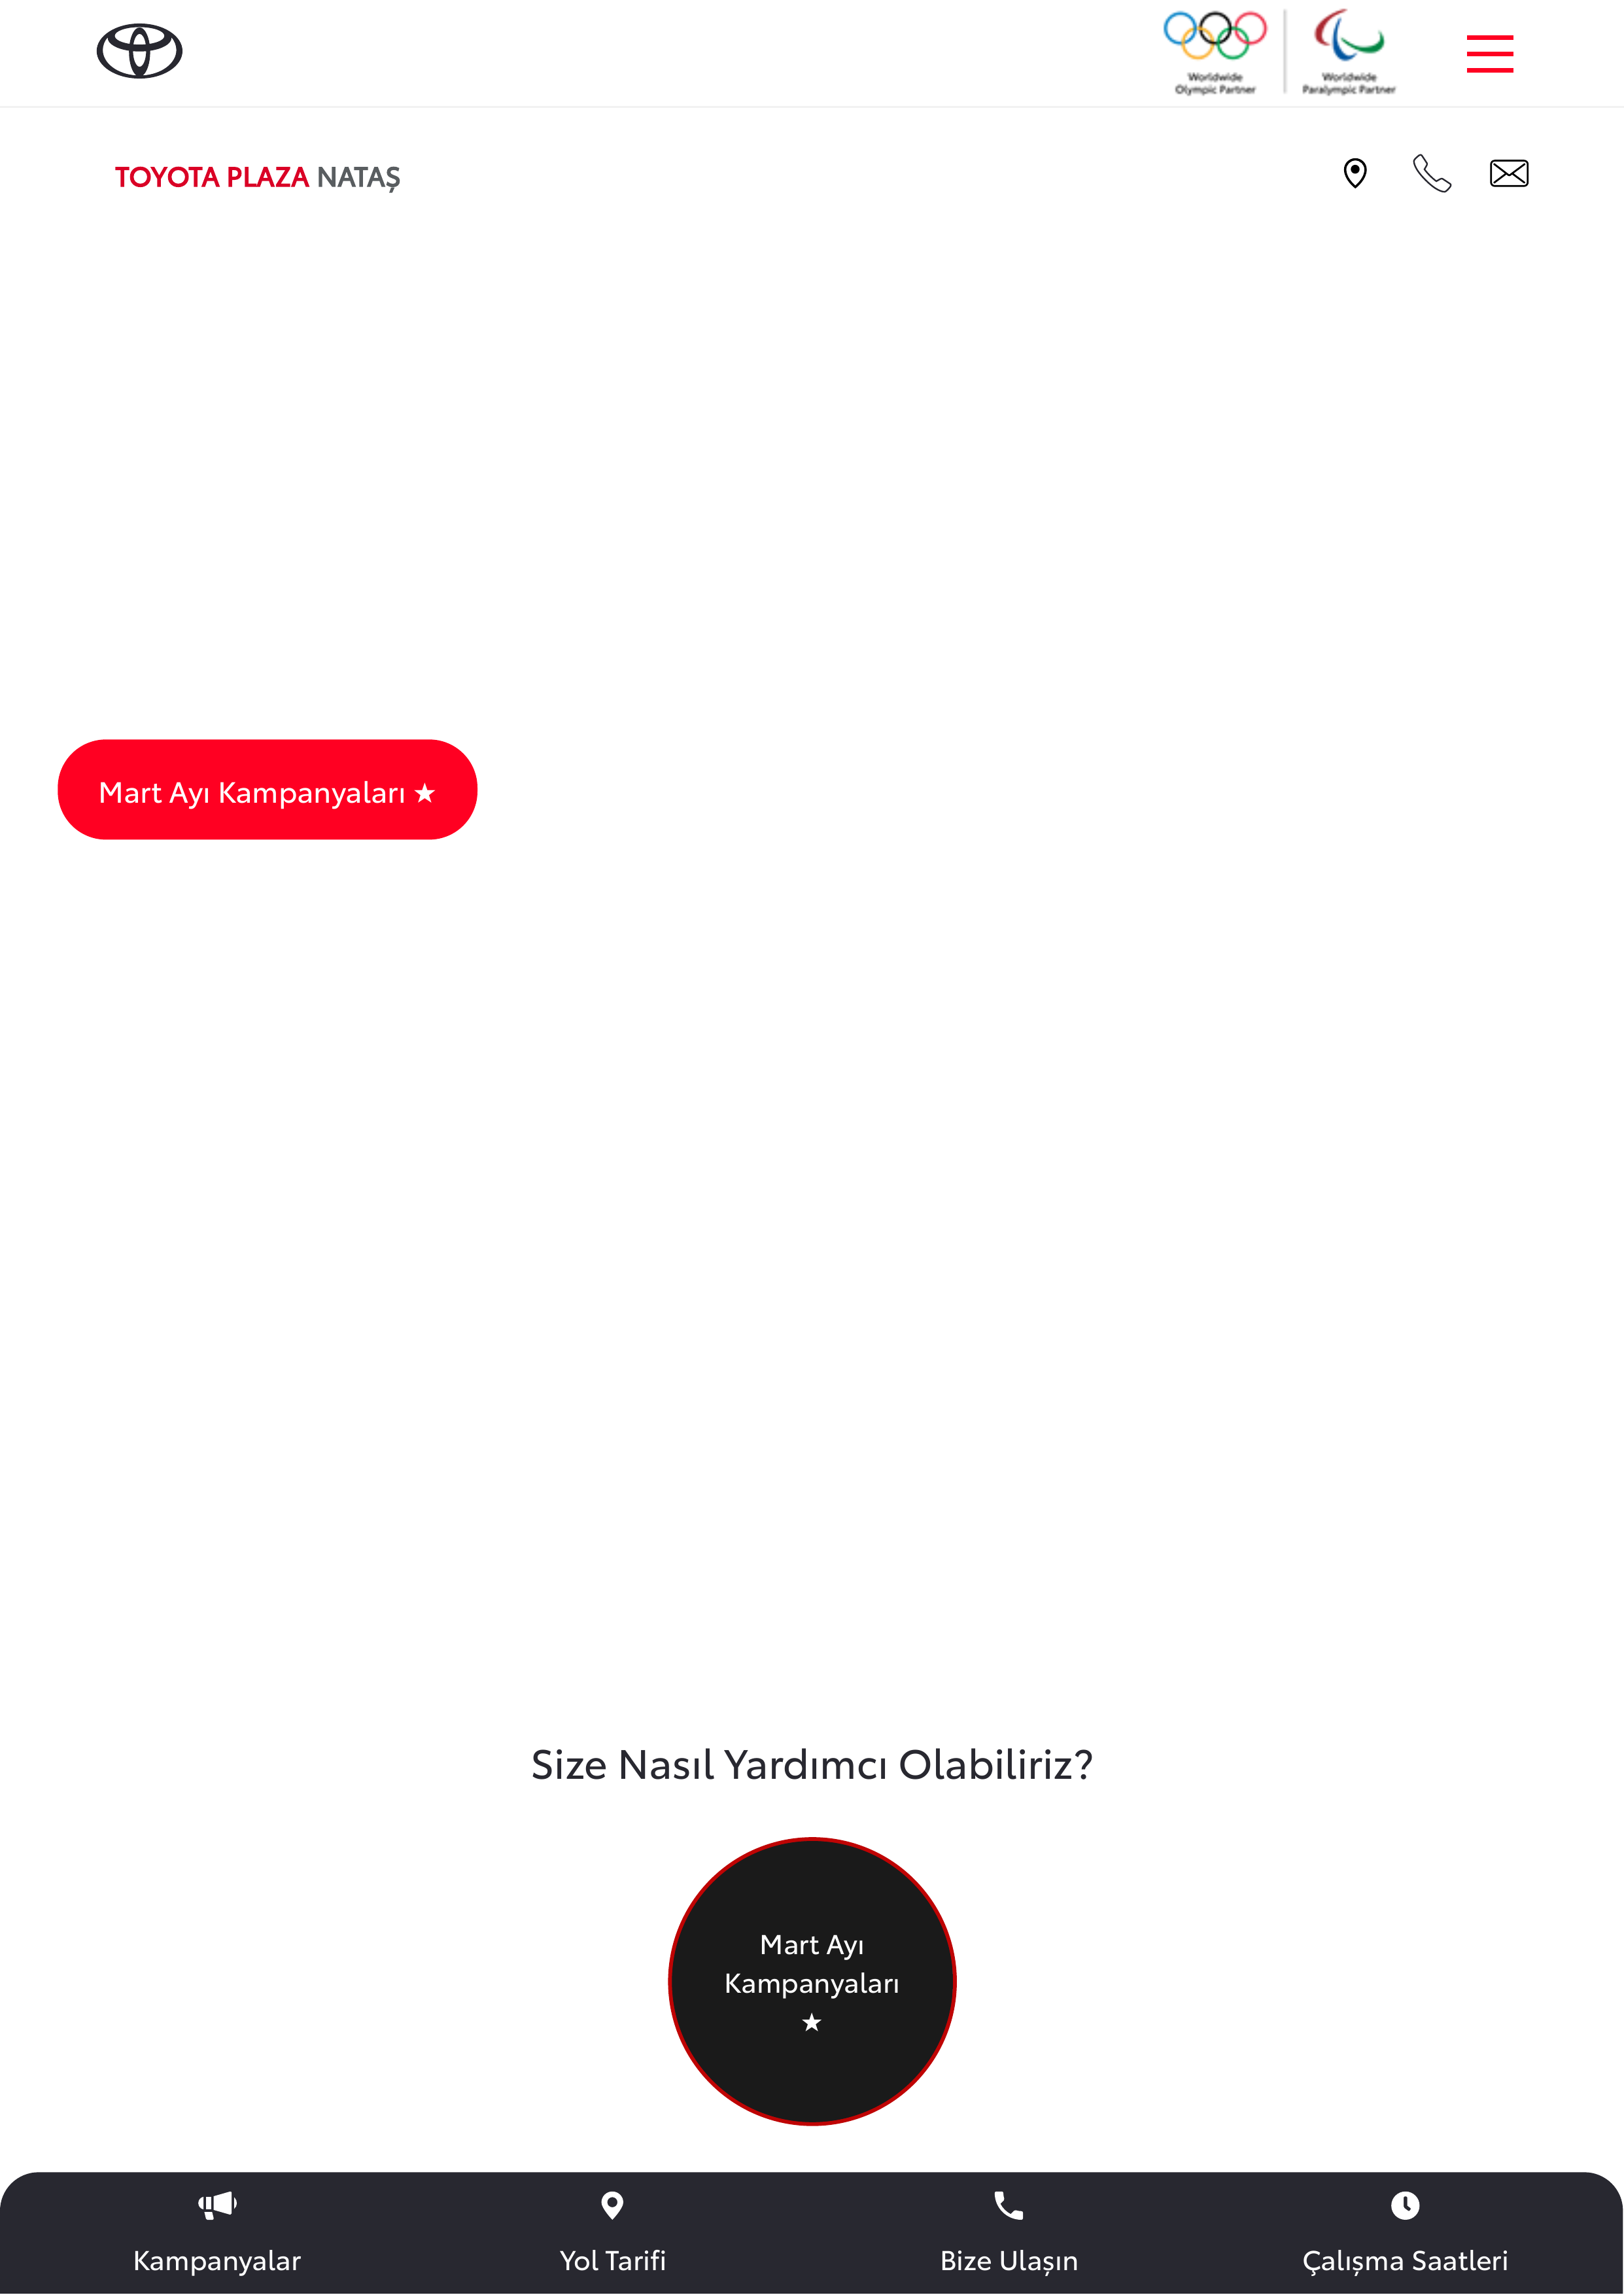 Worldwide
Olympic Partner
Worldwide
Paralympic Partner
TOYOTA PLAZA NATAŞ
Mart Ayı Kampanyaları ★
Size Nasıl Yardımcı Olabiliriz?
Mart Ayı
Kampanyaları
★
Kampanyalar
Yol Tarifi
Bize Ulaşın
Çalışma Saatleri